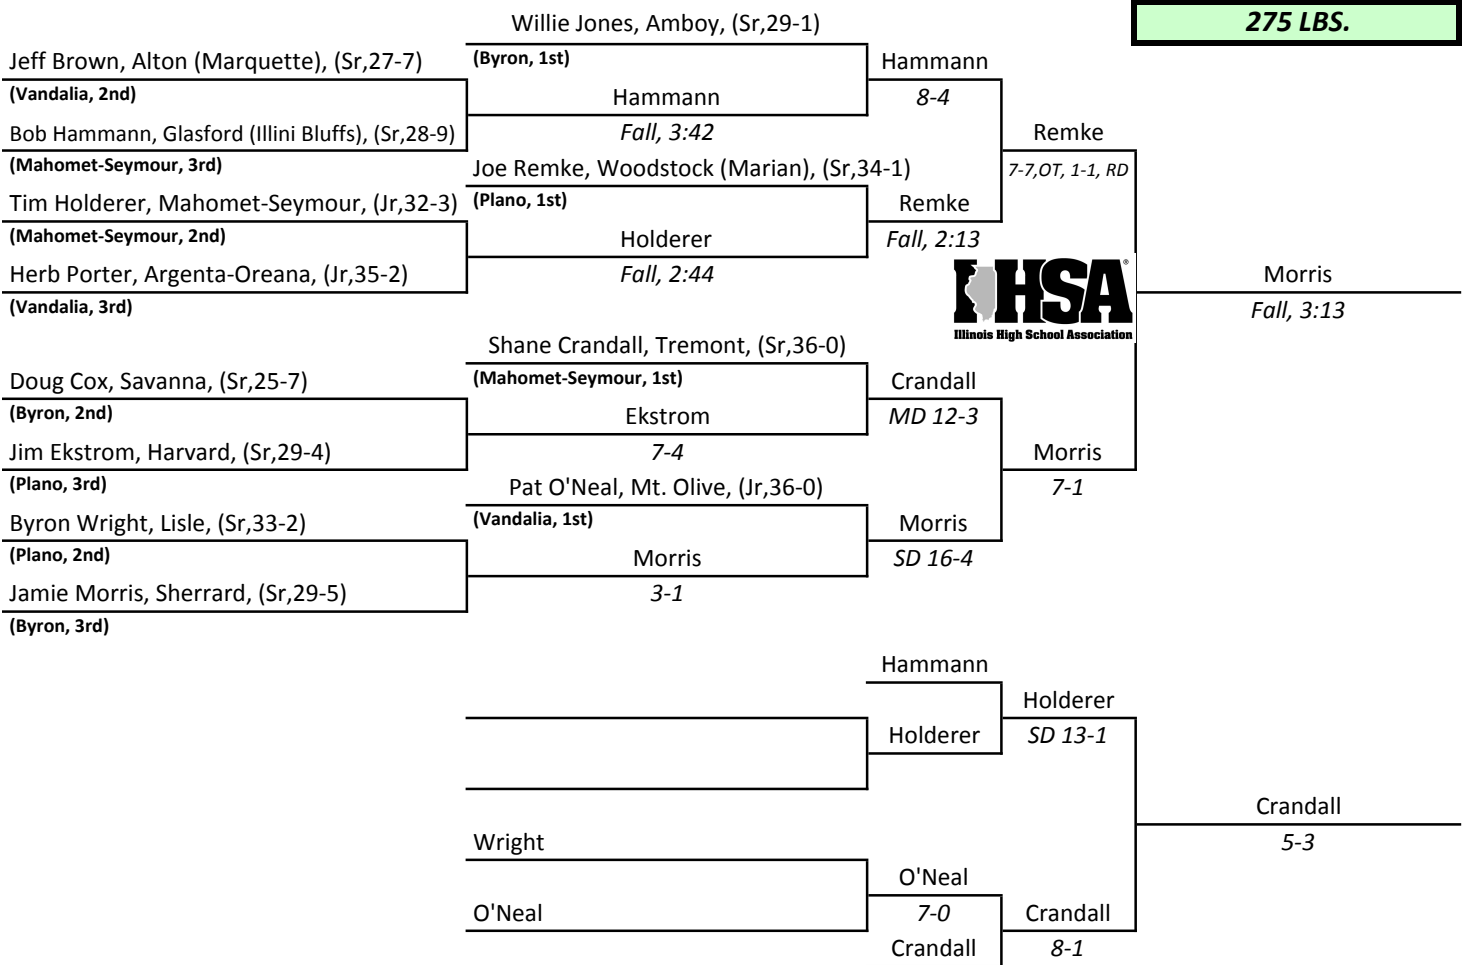 275 LBS.
Willie Jones, Amboy, (Sr,29-1)
(Byron, 1st)
Jeff Brown, Alton (Marquette), (Sr,27-7)
(Vandalia, 2nd)
Hammann
8-4
Hammann
Fall, 3:42
Bob Hammann, Glasford (Illini Bluffs), (Sr,28-9)
(Mahomet-Seymour, 3rd)
Remke
7-7,OT, 1-1, RD
Joe Remke, Woodstock (Marian), (Sr,34-1)
(Plano, 1st)
Tim Holderer, Mahomet-Seymour, (Jr,32-3)
(Mahomet-Seymour, 2nd)
Remke
Fall, 2:13
Holderer
Fall, 2:44
Herb Porter, Argenta-Oreana, (Jr,35-2)
(Vandalia, 3rd)
IHSA®
Illinois High School Association
Morris
Fall, 3:13
Shane Crandall, Tremont, (Sr,36-0)
(Mahomet-Seymour, 1st)
Doug Cox, Savanna, (Sr,25-7)
(Byron, 2nd)
Crandall
MD 12-3
Ekstrom
7-4
Jim Ekstrom, Harvard, (Sr,29-4)
(Plano, 3rd)
Morris
7-1
Pat O'Neal, Mt. Olive, (Jr,36-0)
(Vandalia, 1st)
Byron Wright, Lisle, (Sr,33-2)
(Plano, 2nd)
Morris
SD 16-4
Morris
3-1
Jamie Morris, Sherrard, (Sr,29-5)
(Byron, 3rd)
Hammann
Holderer
SD 13-1
Holderer
Crandall
5-3
Wright
O'Neal
7-0
O'Neal
Crandall
8-1
Crandall